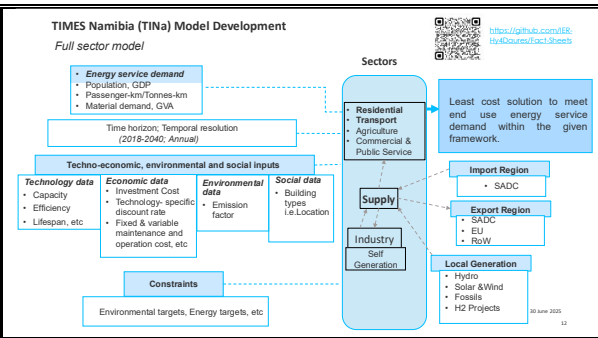 TIMES Namibia (TINa) Model Development
Full sector model
https://github.com/IER-
Hy4Daures/Fact-Sheets
Sectors
• Energy service demand
• Population, GDP
• Passenger-km/Tonnes-km
• Material demand, GVA
Time horizon; Temporal resolution
(2018-2040; Annual)
Techno-economic, environmental and social inputs
Technology data
• Capacity
• Efficiency
• Lifespan, etc
Economic data
• Investment Cost
• Technology- specific
discount rate
• Fixed & variable
maintenance and
operation cost, etc
Environmental
data
• Emission
factor
Social data
• Building
types
i.e.Location
Constraints
Environmental targets, Energy targets, etc
• Residential
• Transport
• Agriculture
• Commercial &
Public Service
Supply
Industry
Self
Generation
Least cost solution to meet
end use energy service
demand within the given
framework.
Import Region
• SADC
Export Region
• SADC
• EU
• RoW
Local Generation
• Hydro
• Solar &Wind
• Fossils
• H2 Projects
30 June 2025
12